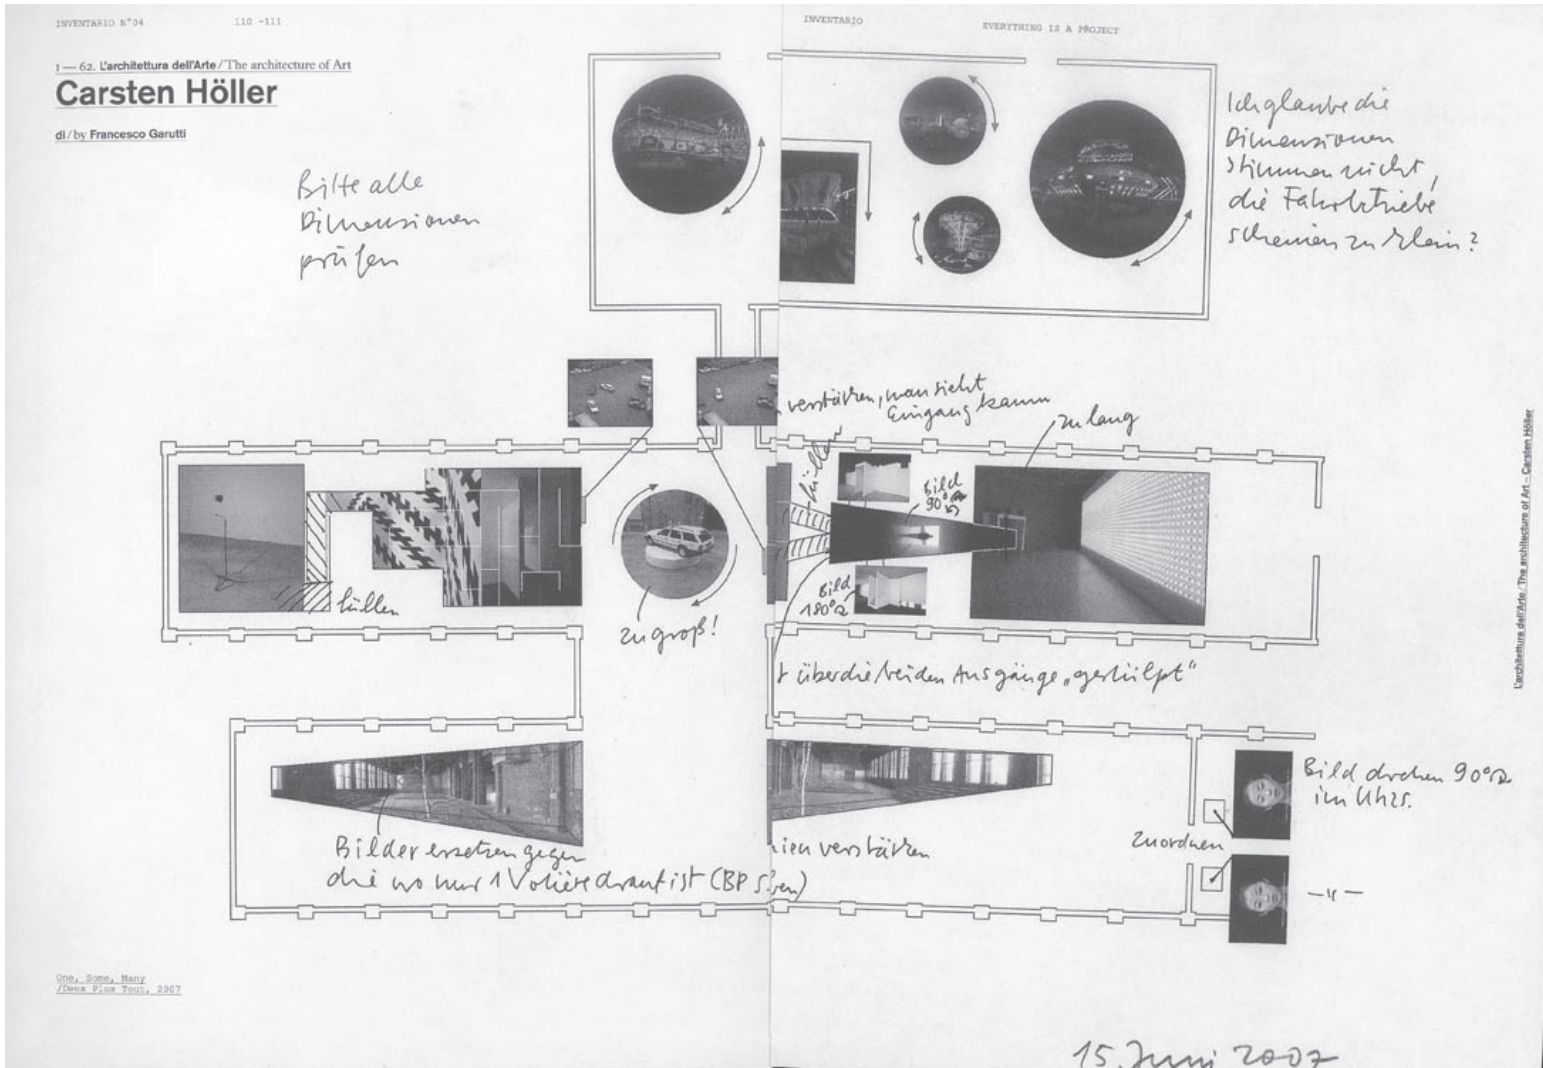 INVENTARIO N°04
110 -111
INVENTARIO
EVERYTHING IS A PROJECT
1 — 62. L'architettura dell'Arte / The architecture of Art
Carsten Höller
di / by Francesco Garutti
Bitte alle
Dimensionen
prüfen
Ich glaube die
Dimensionen
stimmen nicht,
die Fahrbetriebe
scheinen zu klein?
verstärken, man sieht
Eingang kaum
zu lang
füllen
Bild
90°
Bild
180°
füllen
zu groß!
über die beiden Ausgänge „gestülpt“
Bild drehen 90°
im Uhrs.
zuordnen
— " —
Bilder ersetzen gegen
die wo nur 1 Volière drauf ist (BP
verstärken
One, Some, Many
/Deux Plus Tout, 2007
15. Juni 2007
L'architettura dell'Arte / The architecture of Art – Carsten Höller